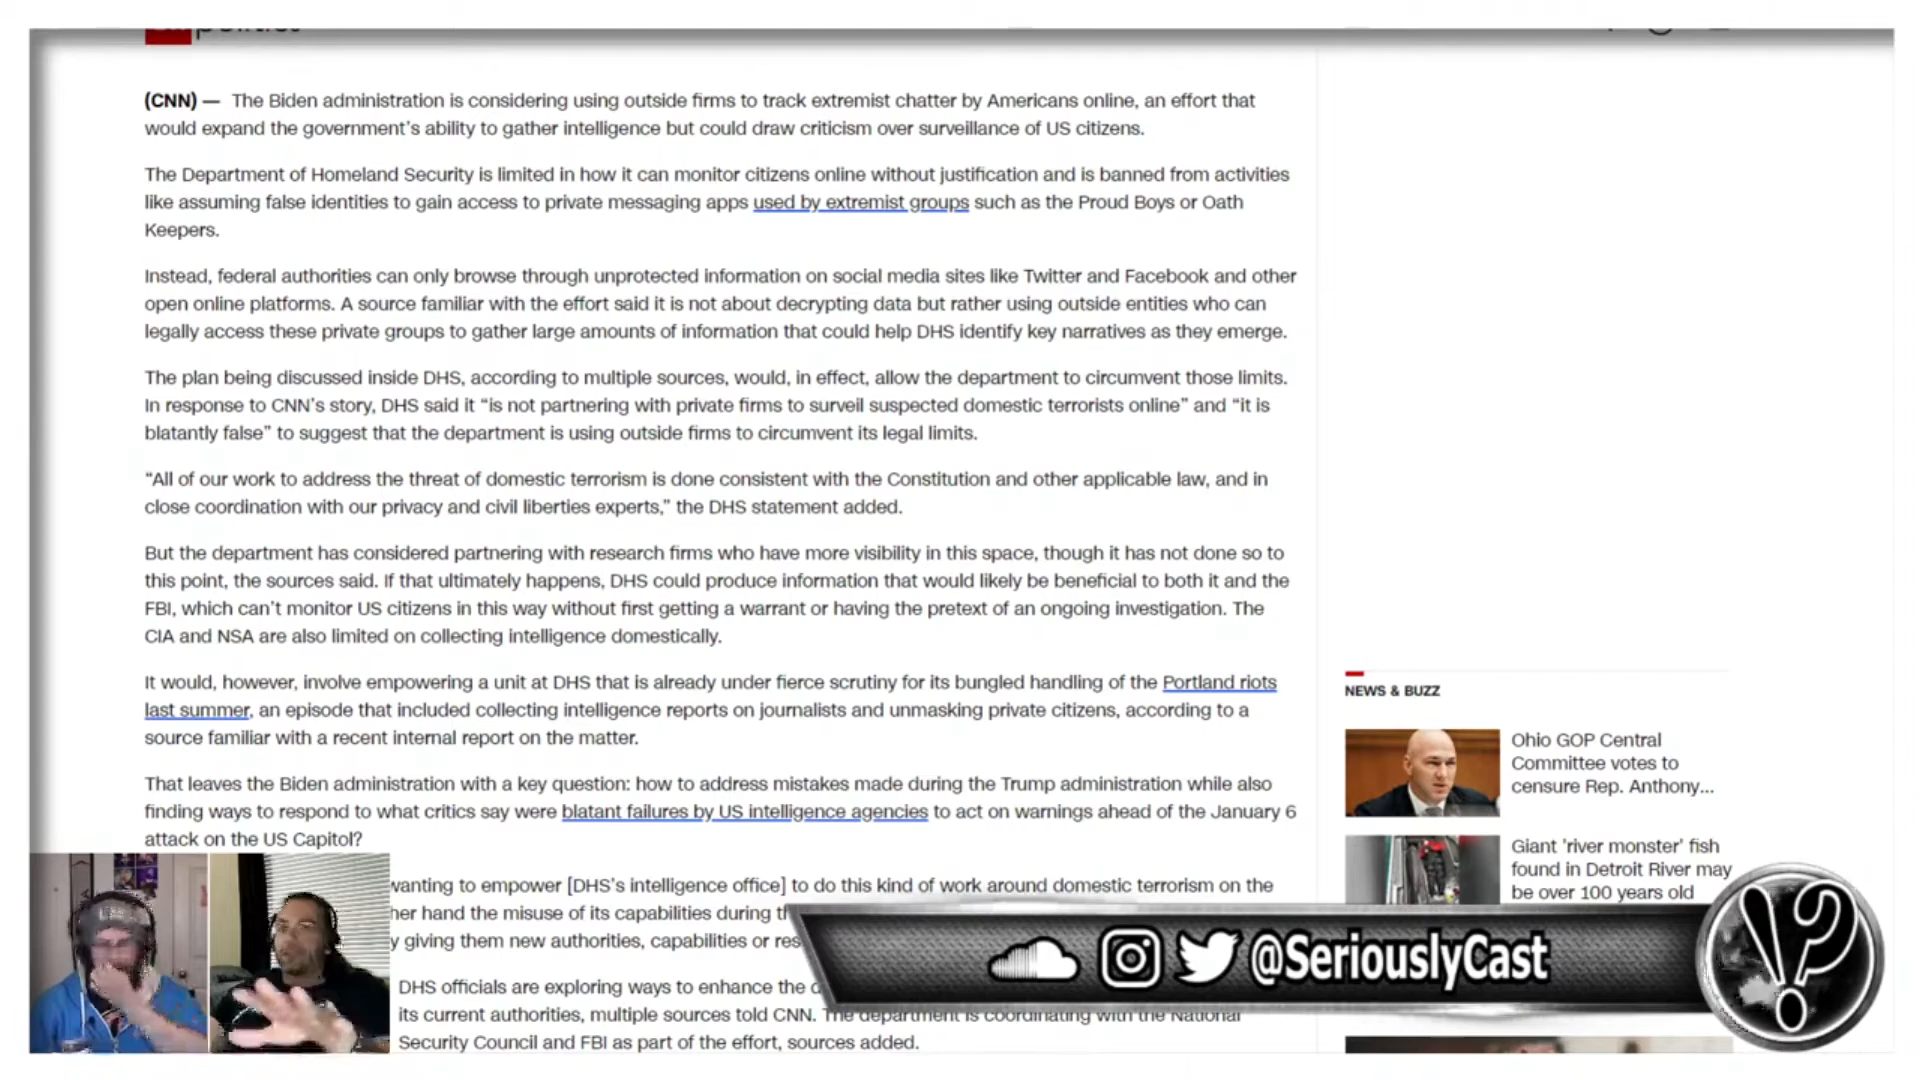 (CNN) — The Biden administration is considering using outside firms to track extremist chatter by Americans online, an effort that
would expand the government's ability to gather intelligence but could draw criticism over surveillance of US citizens.
The Department of Homeland Security is limited in how it can monitor citizens online without justification and is banned from activities
like assuming false identities to gain access to private messaging apps used by extremist groups such as the Proud Boys or Oath
Keepers.
Instead, federal authorities can only browse through unprotected information on social media sites like Twitter and Facebook and other
open online platforms. A source familiar with the effort said it is not about decrypting data but rather using outside entities who can
legally access these private groups to gather large amounts of information that could help DHS identify key narratives as they emerge.
The plan being discussed inside DHS, according to multiple sources, would, in effect, allow the department to circumvent those limits.
In response to CNN's story, DHS said it “is not partnering with private firms to surveil suspected domestic terrorists online” and “it is
blatantly false” to suggest that the department is using outside firms to circumvent its legal limits.
“All of our work to address the threat of domestic terrorism is done consistent with the Constitution and other applicable law, and in
close coordination with our privacy and civil liberties experts,” the DHS statement added.
But the department has considered partnering with research firms who have more visibility in this space, though it has not done so to
this point, the sources said. If that ultimately happens, DHS could produce information that would likely be beneficial to both it and the
FBI, which can't monitor US citizens in this way without first getting a warrant or having the pretext of an ongoing investigation. The
CIA and NSA are also limited on collecting intelligence domestically.
It would, however, involve empowering a unit at DHS that is already under fierce scrutiny for its bungled handling of the Portland riots
last summer, an episode that included collecting intelligence reports on journalists and unmasking private citizens, according to a
source familiar with a recent internal report on the matter.
That leaves the Biden administration with a key question: how to address mistakes made during the Trump administration while also
finding ways to respond to what critics say were blatant failures by US intelligence agencies to act on warnings ahead of the January 6
attack on the US Capitol?
wanting to empower [DHS's intelligence office] to do this kind of work around domestic terrorism on the
her hand the misuse of its capabilities during
giving them new authorities, capabilities or
DHS officials are exploring ways to enhance the
its current authorities, multiple sources told CNN. The department is coordinating with the National
Security Council and FBI as part of the effort, sources added.
NEWS & BUZZ
Ohio GOP Central
Committee votes to
censure Rep. Anthony...
Giant 'river monster' fish
found in Detroit River may
be over 100 years old
@SeriouslyCast
!?